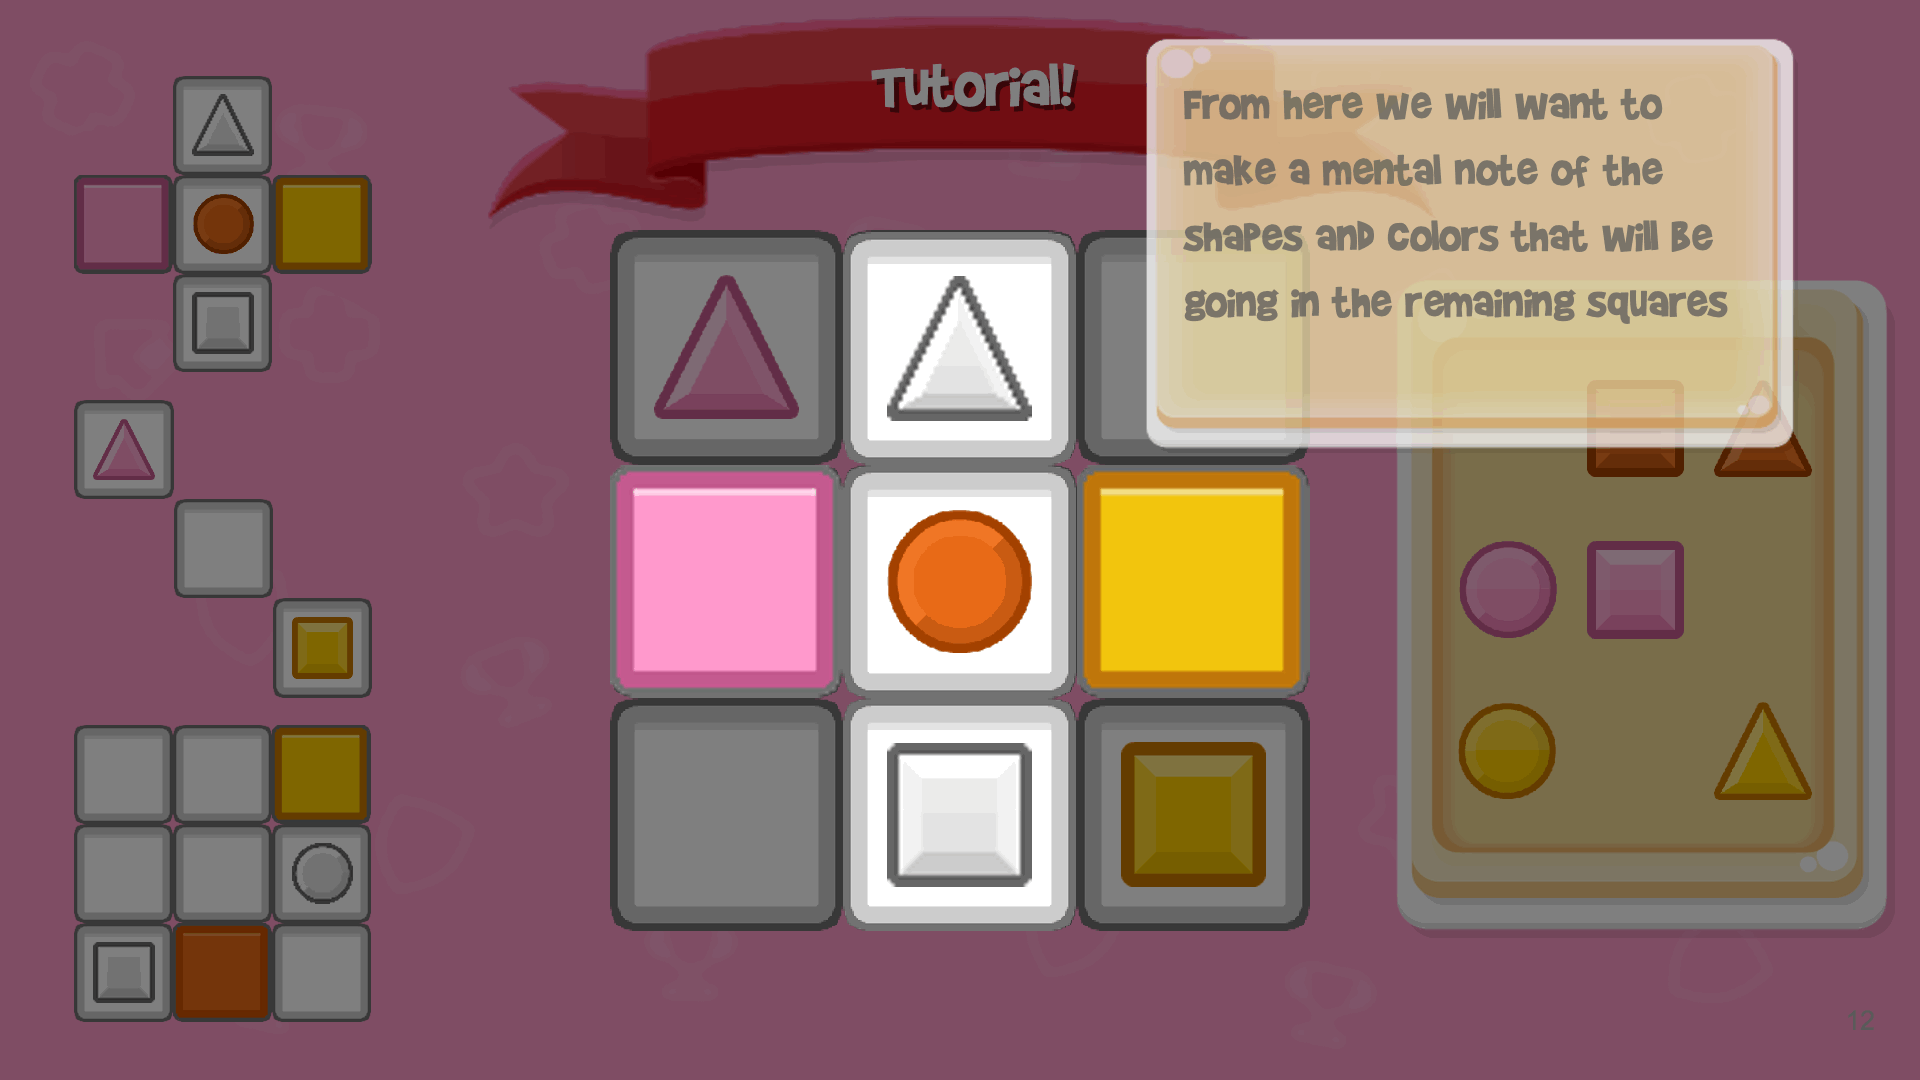 Tutorial!
From here we will want to
make a mental note of the
shapes and colors that will be
going in the remaining squares
12